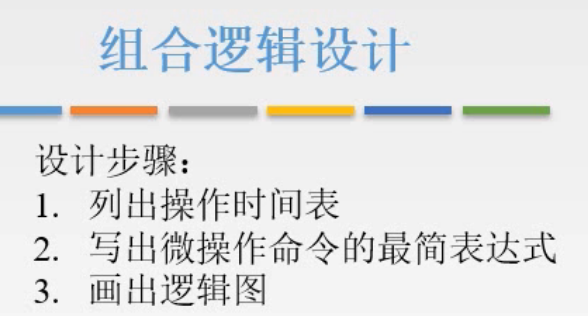 组合逻辑设计
设计步骤：
1. 列出操作时间表
2. 写出微操作命令的最简表达式
3. 画出逻辑图